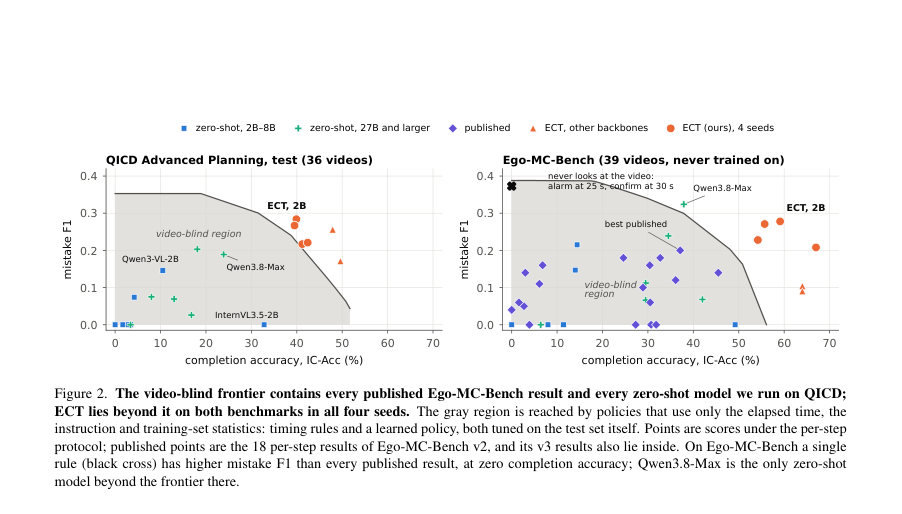 zero-shot, 2B–8B zero-shot, 27B and larger published ECT, other backbones ECT (ours), 4 seeds
QICD Advanced Planning, test (36 videos)
0.4
0.3
0.2
0.1
0.0
mistake F1
ECT, 2B
video-blind region
Qwen3-VL-2B
Qwen3.8-Max
InternVL3.5-2B
0 10 20 30 40 50 60 70
completion accuracy, IC-Acc (%)
Ego-MC-Bench (39 videos, never trained on)
0.4
0.3
0.2
0.1
0.0
mistake F1
never looks at the video:
alarm at 25 s, confirm at 30 s
Qwen3.8-Max
ECT, 2B
best published
video-blind
region
0 10 20 30 40 50 60 70
completion accuracy, IC-Acc (%)
Figure 2. The video-blind frontier contains every published Ego-MC-Bench result and every zero-shot model we run on QICD;
ECT lies beyond it on both benchmarks in all four seeds. The gray region is reached by policies that use only the elapsed time, the
instruction and training-set statistics: timing rules and a learned policy, both tuned on the test set itself. Points are scores under the per-step
protocol; published points are the 18 per-step results of Ego-MC-Bench v2, and its v3 results also lie inside. On Ego-MC-Bench a single
rule (black cross) has higher mistake F1 than every published result, at zero completion accuracy; Qwen3.8-Max is the only zero-shot
model beyond the frontier there.